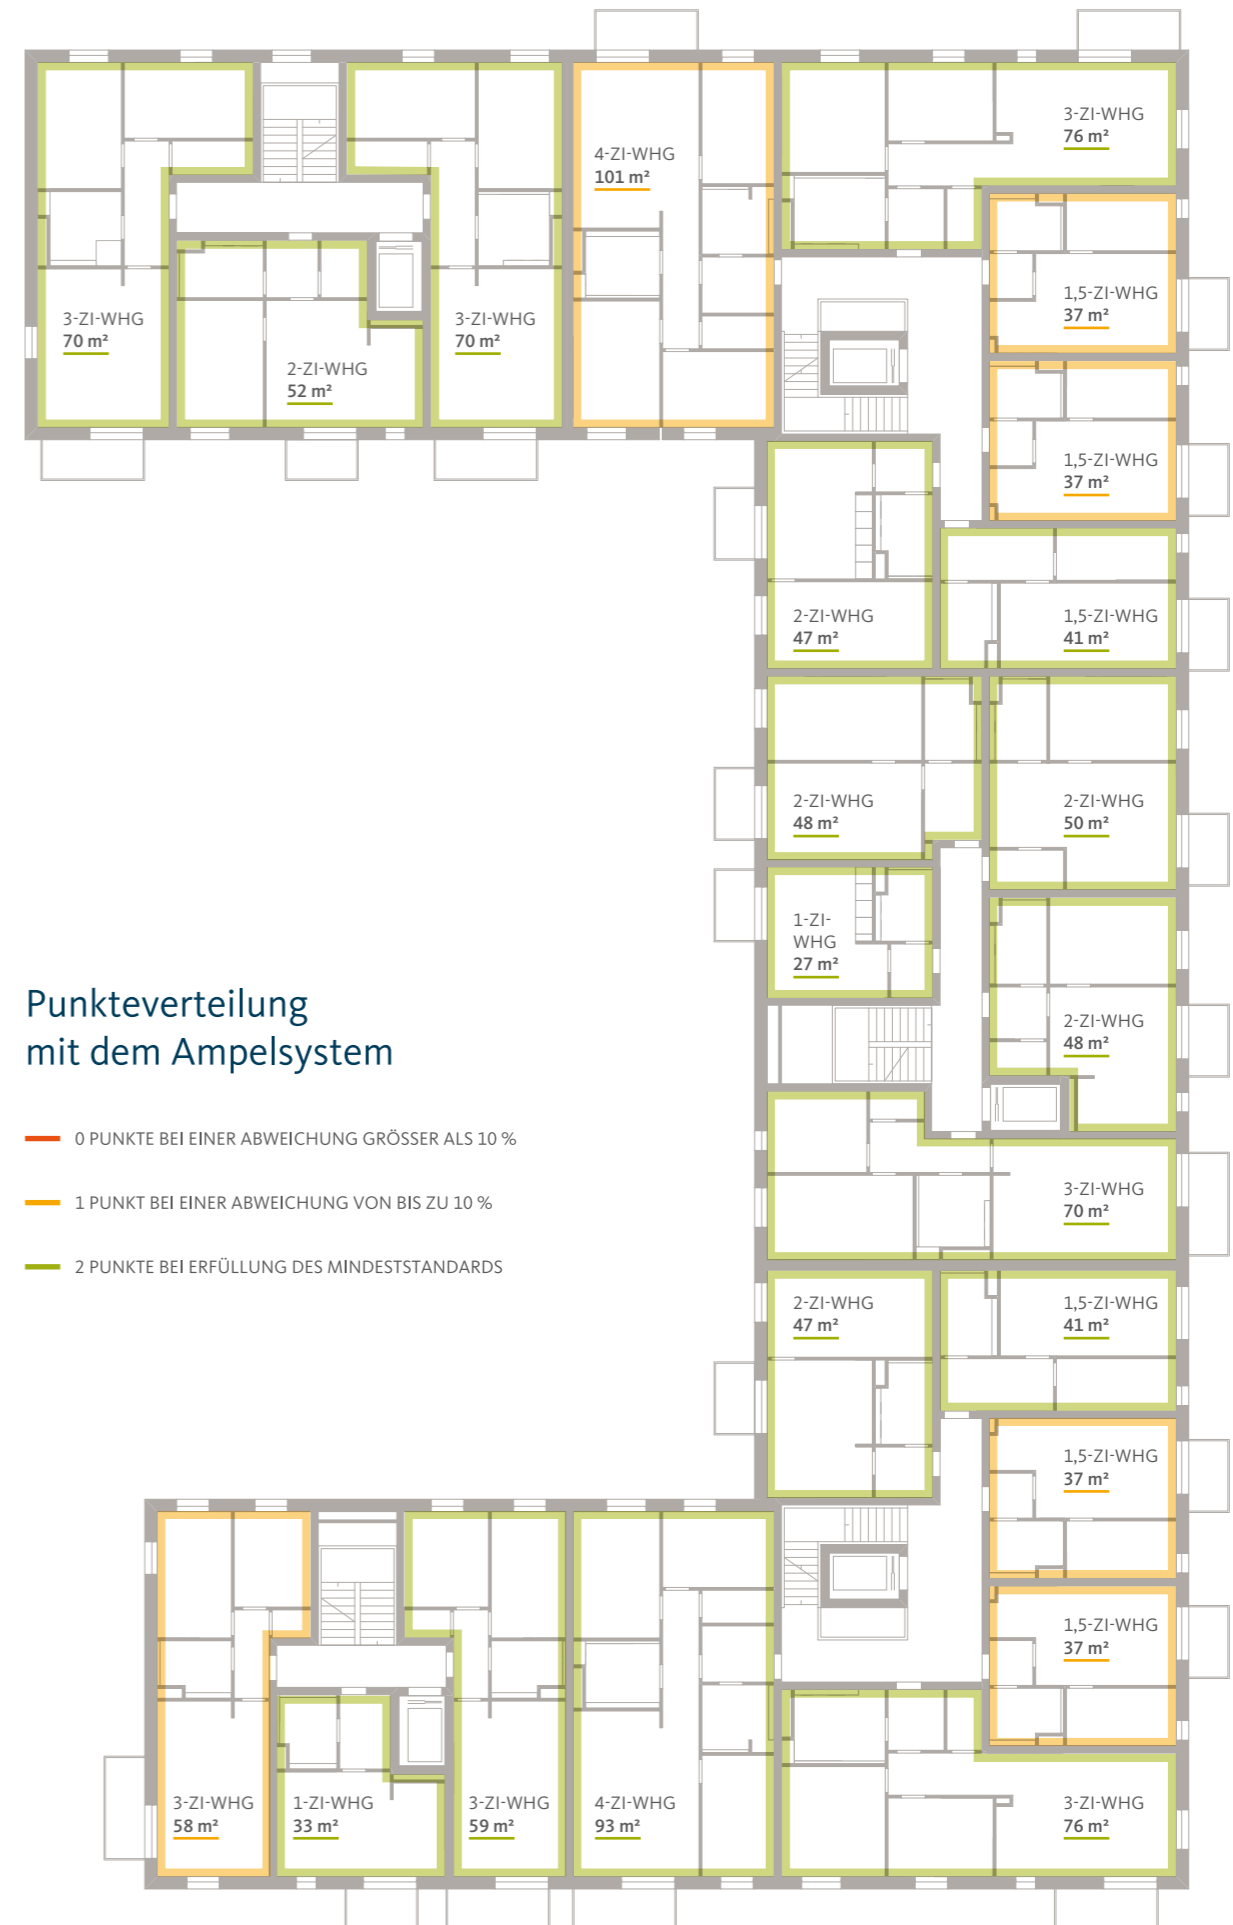 3-ZI-WHG
70 m²
2-ZI-WHG
52 m²
3-ZI-WHG
70 m²
4-ZI-WHG
101 m²
3-ZI-WHG
76 m²
1,5-ZI-WHG
37 m²
1,5-ZI-WHG
37 m²
2-ZI-WHG
47 m²
1,5-ZI-WHG
41 m²
2-ZI-WHG
48 m²
2-ZI-WHG
50 m²
1-ZI-
WHG
27 m²
2-ZI-WHG
48 m²
Punkteverteilung
mit dem Ampelsystem
0 PUNKTE BEI EINER ABWEICHUNG GRÖSSER ALS 10 %
1 PUNKT BEI EINER ABWEICHUNG VON BIS ZU 10 %
2 PUNKTE BEI ERFÜLLUNG DES MINDESTSTANDARDS
3-ZI-WHG
70 m²
2-ZI-WHG
47 m²
1,5-ZI-WHG
41 m²
1,5-ZI-WHG
37 m²
1,5-ZI-WHG
37 m²
3-ZI-WHG
58 m²
1-ZI-WHG
33 m²
3-ZI-WHG
59 m²
4-ZI-WHG
93 m²
3-ZI-WHG
76 m²